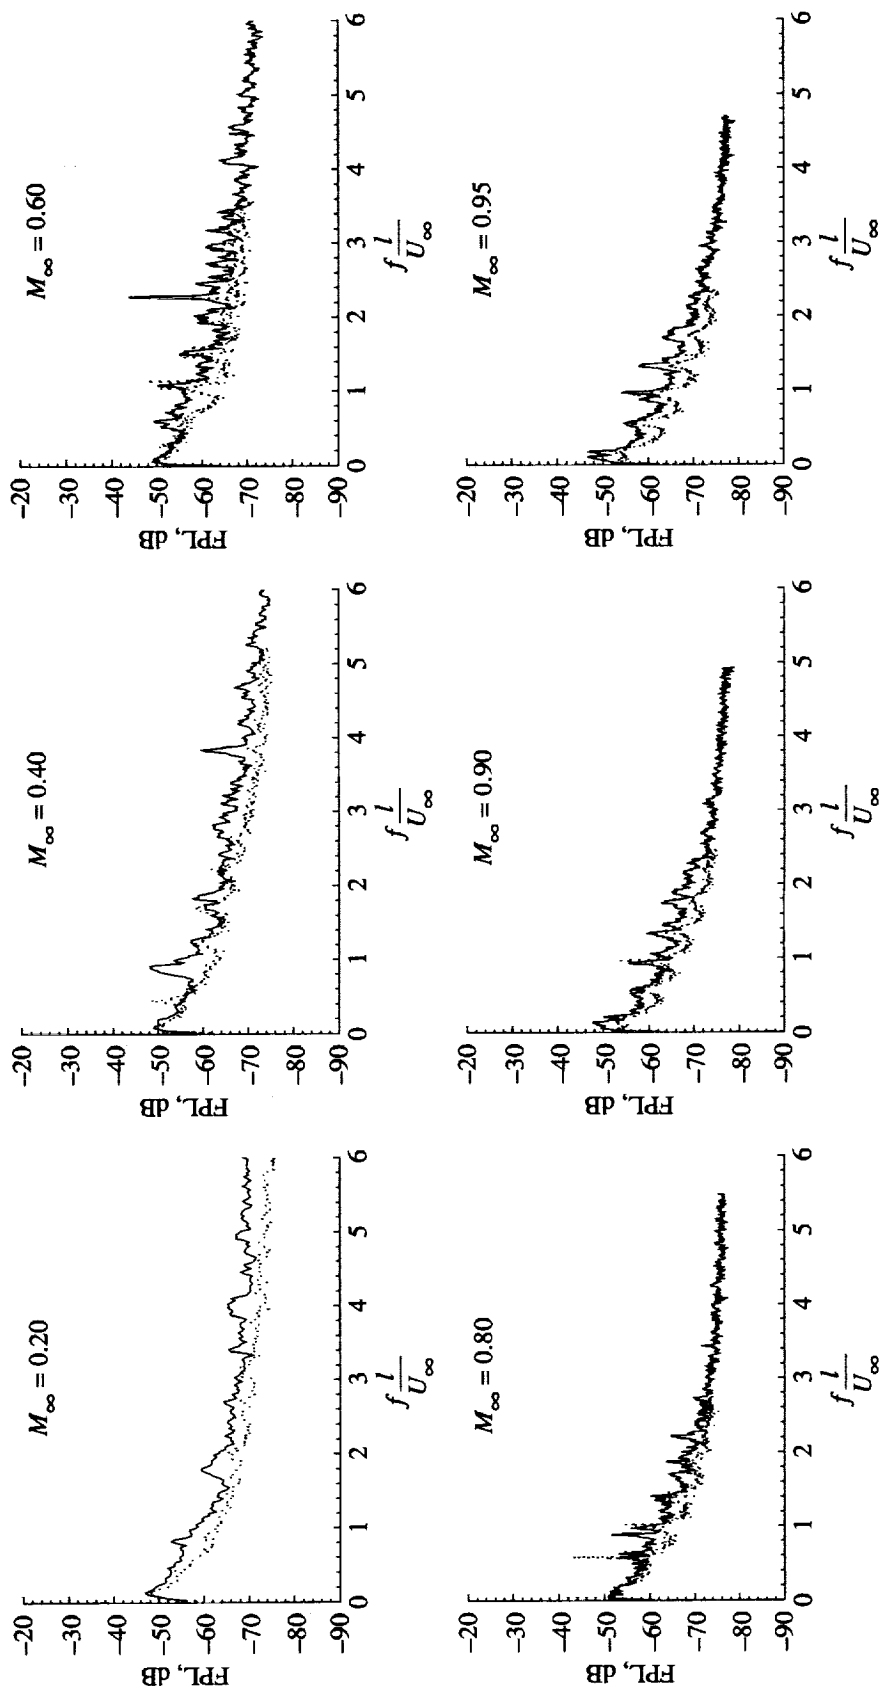 M∞ = 0.20
FPL, dB
−20
−30
−40
−50
−60
−70
−80
−90
0 1 2 3 4 5 6
f l/U∞
M∞ = 0.40
FPL, dB
−20
−30
−40
−50
−60
−70
−80
−90
0 1 2 3 4 5 6
f l/U∞
M∞ = 0.60
FPL, dB
−20
−30
−40
−50
−60
−70
−80
−90
0 1 2 3 4 5 6
f l/U∞
M∞ = 0.80
FPL, dB
−20
−30
−40
−50
−60
−70
−80
−90
0 1 2 3 4 5 6
f l/U∞
M∞ = 0.90
FPL, dB
−20
−30
−40
−50
−60
−70
−80
−90
0 1 2 3 4 5 6
f l/U∞
M∞ = 0.95
FPL, dB
−20
−30
−40
−50
−60
−70
−80
−90
0 1 2 3 4 5 6
f l/U∞